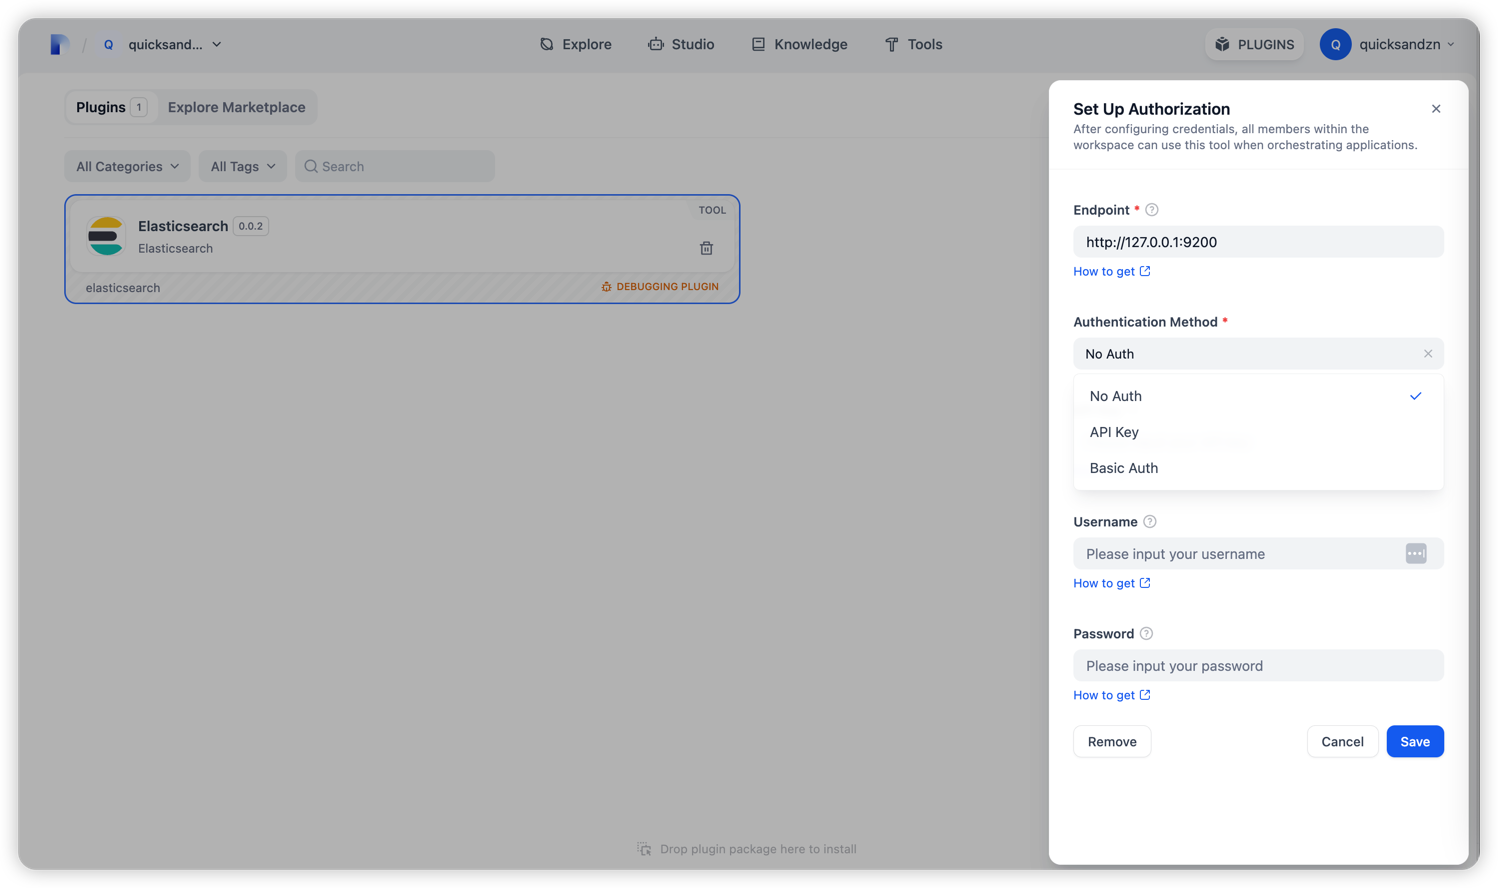 / Q quicksand...
Explore
Studio
Knowledge
Tools
PLUGINS
Q quicksandzn
Plugins 1
Explore Marketplace
All Categories
All Tags
Search
TOOL
Elasticsearch 0.0.2
Elasticsearch
elasticsearch
DEBUGGING PLUGIN
Drop plugin package here to install
Set Up Authorization
After configuring credentials, all members within the
workspace can use this tool when orchestrating applications.
Endpoint * ?
http://127.0.0.1:9200
How to get
Authentication Method *
No Auth
No Auth
API Key
Basic Auth
Username ?
Please input your username
How to get
Password ?
Please input your password
How to get
Remove
Cancel
Save